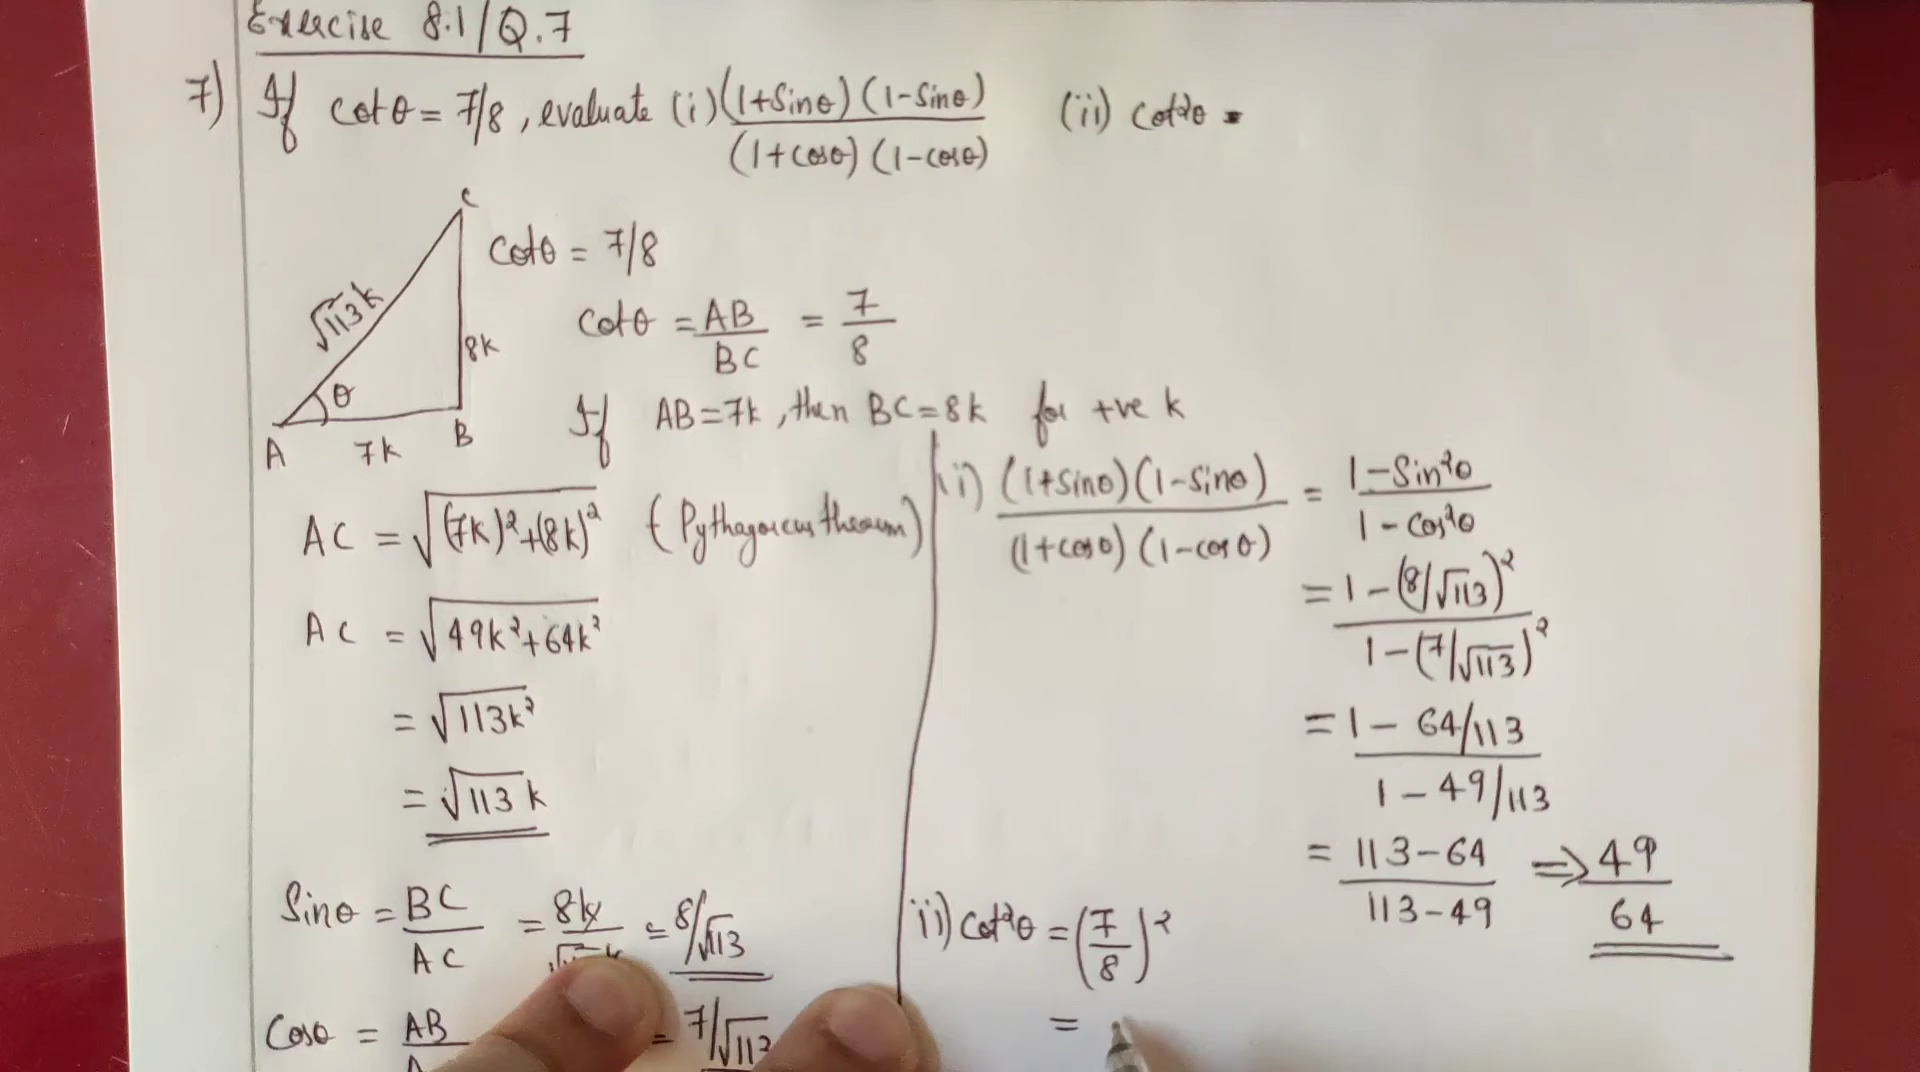 Exercise 8.1/Q.7
7) If cotθ = 7/8, evaluate (i) (1+Sinθ)(1-Sinθ) / (1+cosθ)(1-cosθ) (ii) cot²θ =
C
cotθ = 7/8
√113k
cotθ = AB/BC = 7/8
8k
θ
A 7k B
If AB=7k, then BC=8k for +ve k
AC = √(7k)²+(8k)² (Pythagoreus theorem)
AC = √49k²+64k²
= √113k²
= √113 k
Sinθ = BC/AC = 8k/ = 8/√113
Cosθ = AB/ = 7/√113
i) (1+sinθ)(1-sinθ) / (1+cosθ)(1-cosθ) = 1-Sin²θ / 1-cos²θ
= 1-(8/√113)² / 1-(7/√113)²
= 1 - 64/113 / 1 - 49/113
= 113-64 / 113-49 ⇒ 49/64
ii) cot²θ = (7/8)²
=